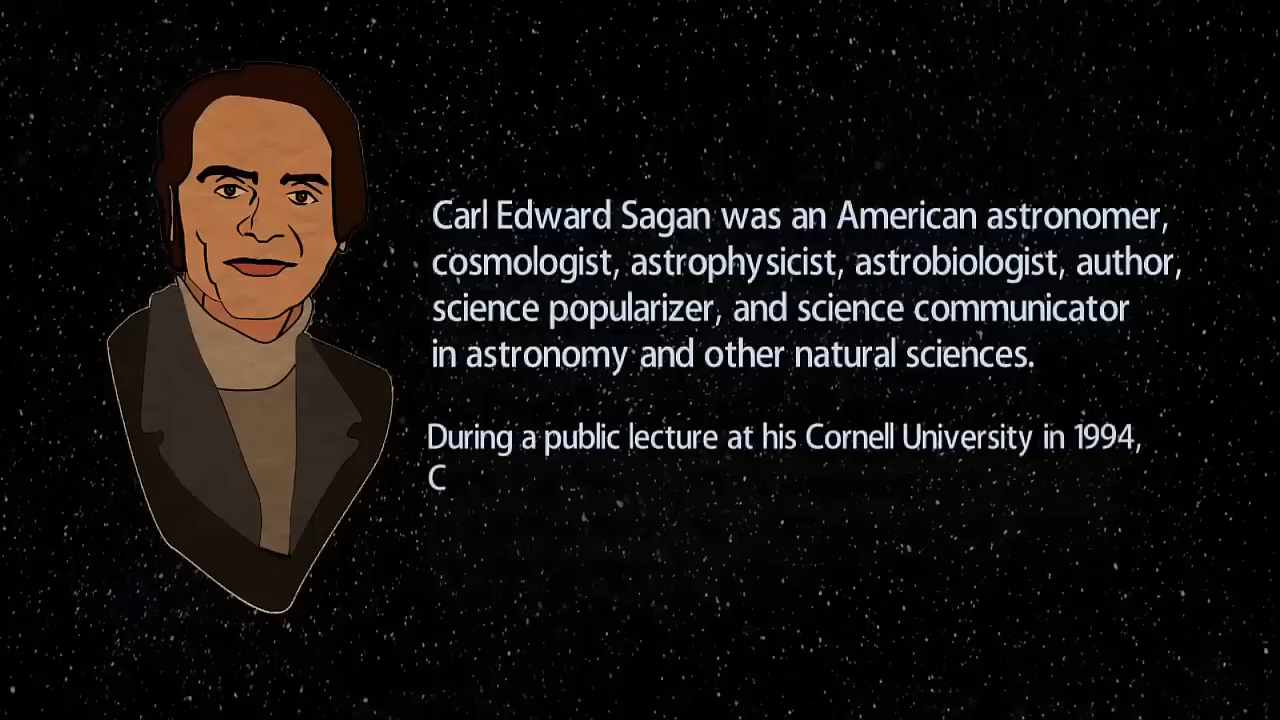 Carl Edward Sagan was an American astronomer,
cosmologist, astrophysicist, astrobiologist, author,
science popularizer, and science communicator
in astronomy and other natural sciences.
During a public lecture at his Cornell University in 1994,
C